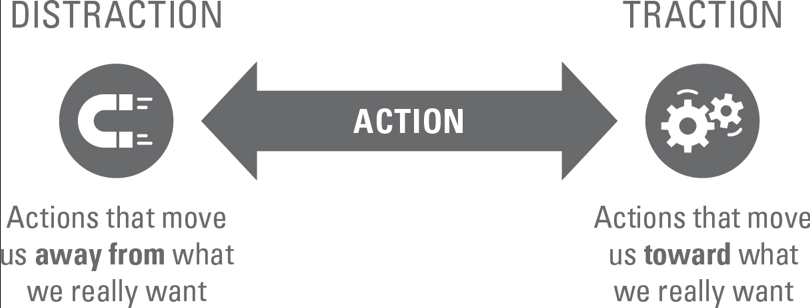 DISTRACTION
TRACTION
ACTION
Actions that move
us away from what
we really want
Actions that move
us toward what
we really want